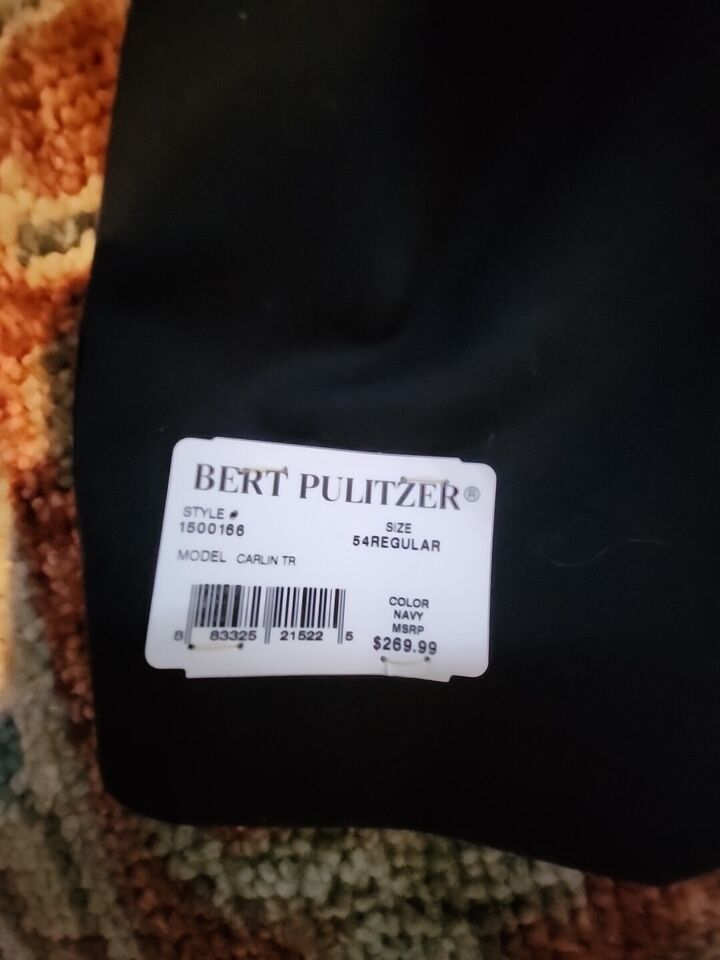 BERT PULITZER®
STYLE #
1500166
SIZE
54REGULAR
MODEL CARLIN TR
COLOR
NAVY
MSRP
$269.99
8 83325 21522 5